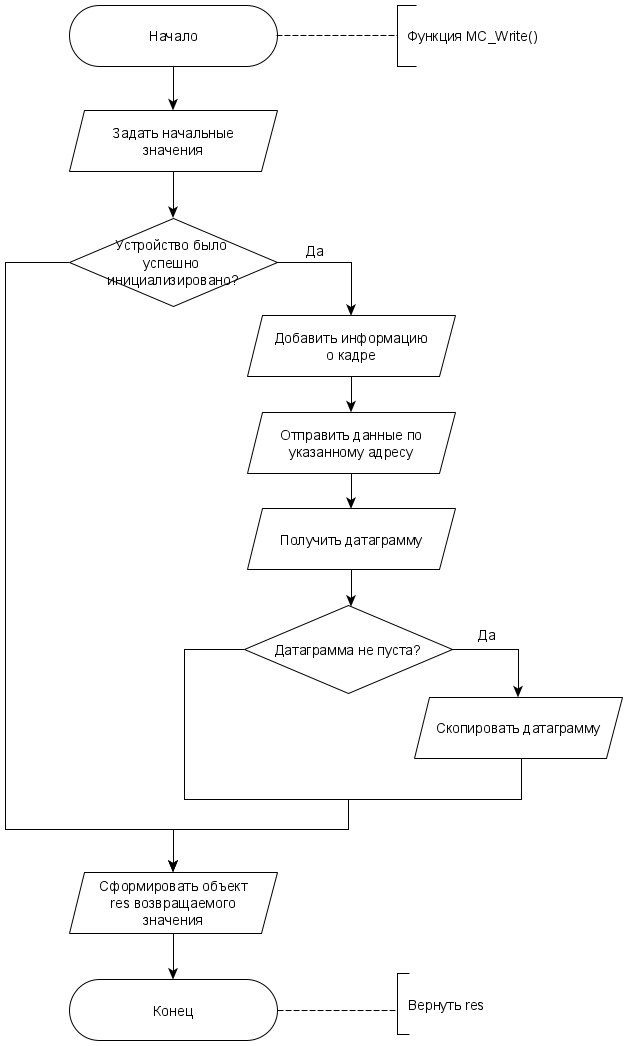 Начало
Функция MC_Write()
Задать начальные
значения
Устройство было
успешно
инициализировано?
Да
Добавить информацию
о кадре
Отправить данные по
указанному адресу
Получить датаграмму
Датаграмма не пуста?
Да
Скопировать датаграмму
Сформировать объект
res возвращаемого
значения
Конец
Вернуть res